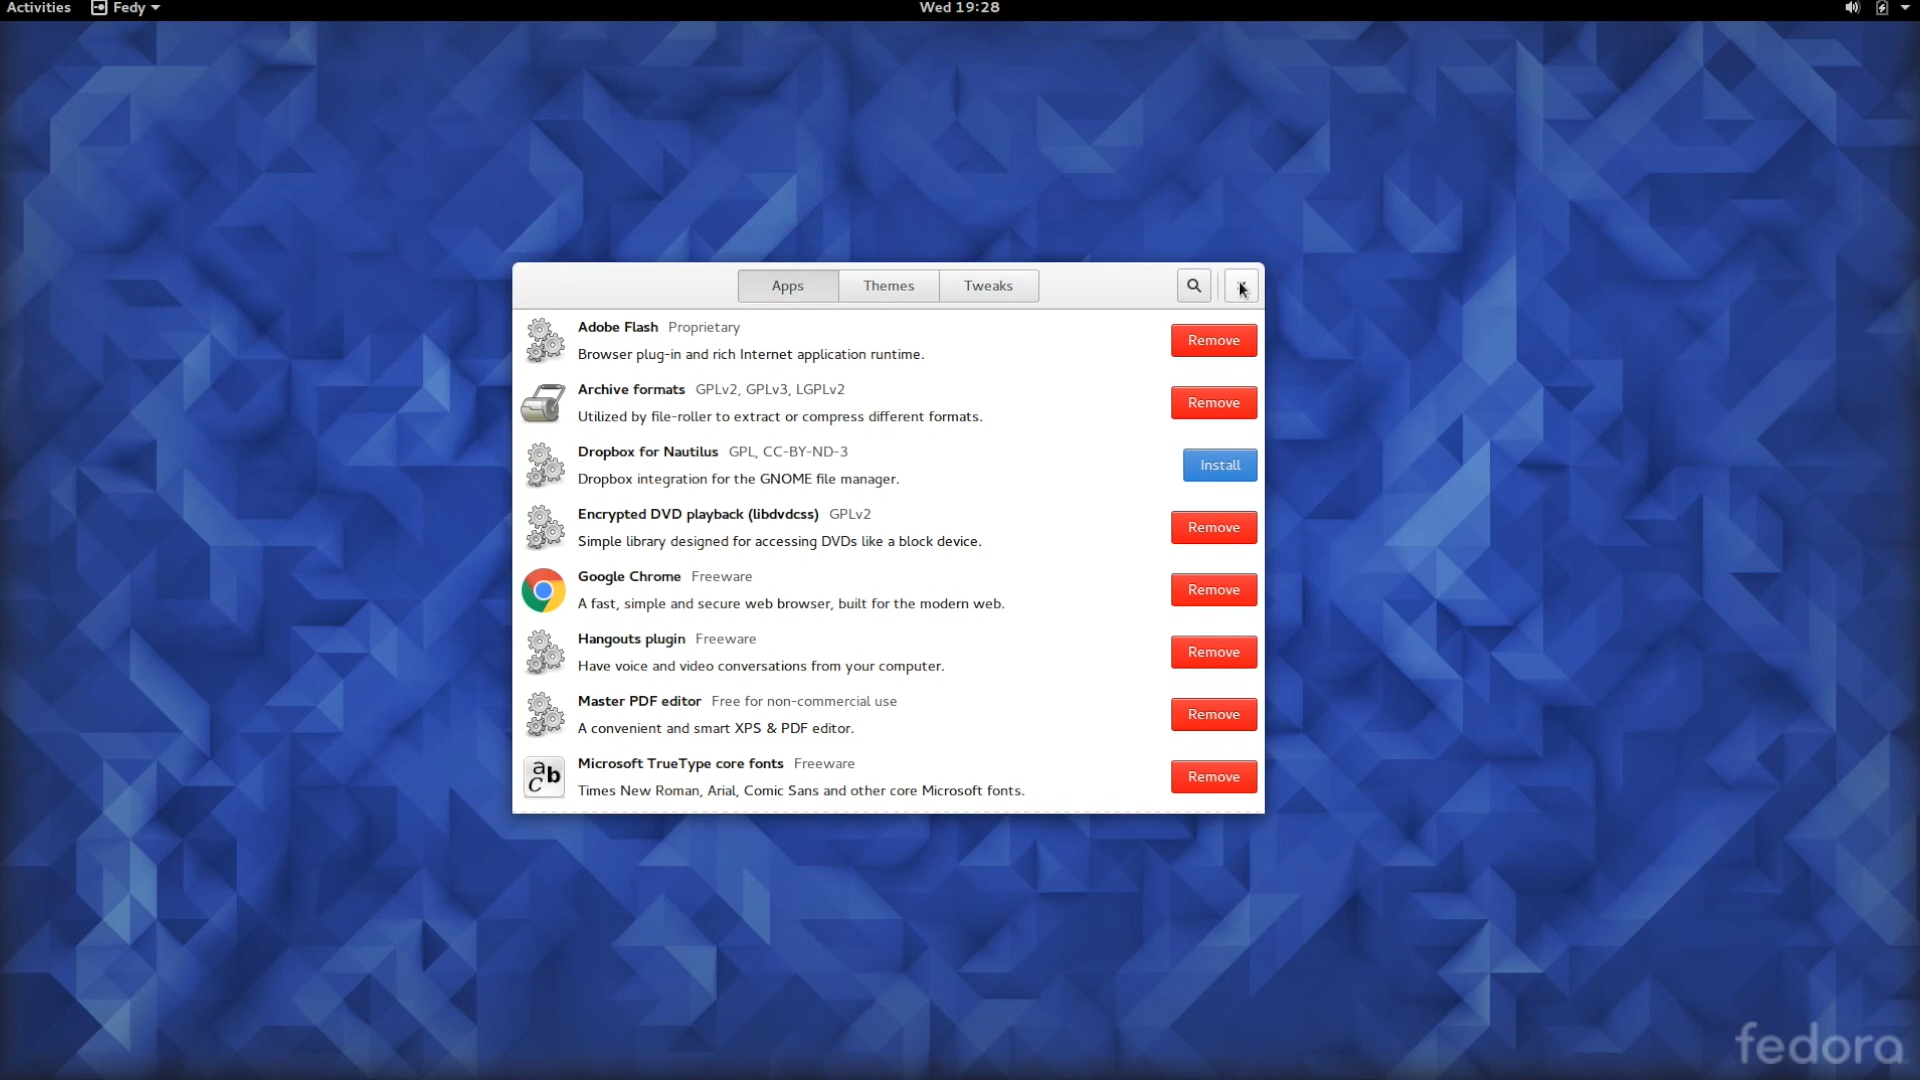 Activities Fedy Wed 19:28
Apps Themes Tweaks
Adobe Flash Proprietary
Browser plug-in and rich Internet application runtime.
Remove
Archive formats GPLv2, GPLv3, LGPLv2
Utilized by file-roller to extract or compress different formats.
Remove
Dropbox for Nautilus GPL, CC-BY-ND-3
Dropbox integration for the GNOME file manager.
Install
Encrypted DVD playback (libdvdcss) GPLv2
Simple library designed for accessing DVDs like a block device.
Remove
Google Chrome Freeware
A fast, simple and secure web browser, built for the modern web.
Remove
Hangouts plugin Freeware
Have voice and video conversations from your computer.
Remove
Master PDF editor Free for non-commercial use
A convenient and smart XPS & PDF editor.
Remove
abc
Microsoft TrueType core fonts Freeware
Times New Roman, Arial, Comic Sans and other core Microsoft fonts.
Remove
fedora